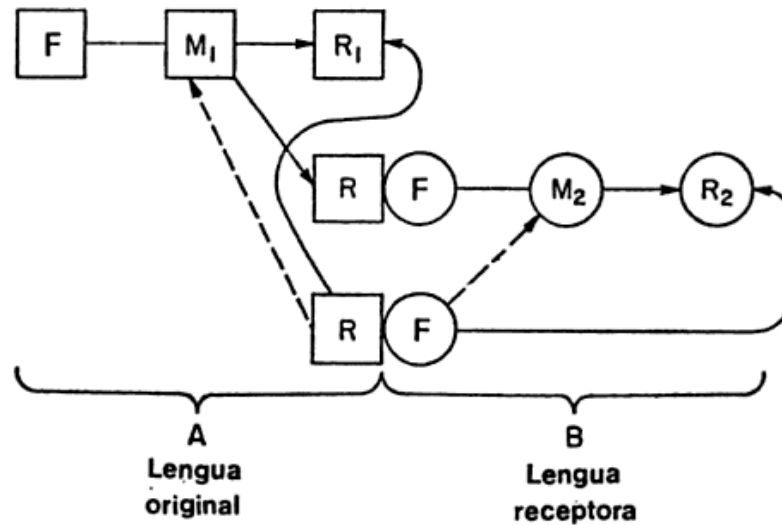 F M₁ R₁
R F M₂ R₂
R F
A B
Lengua Lengua
original receptora